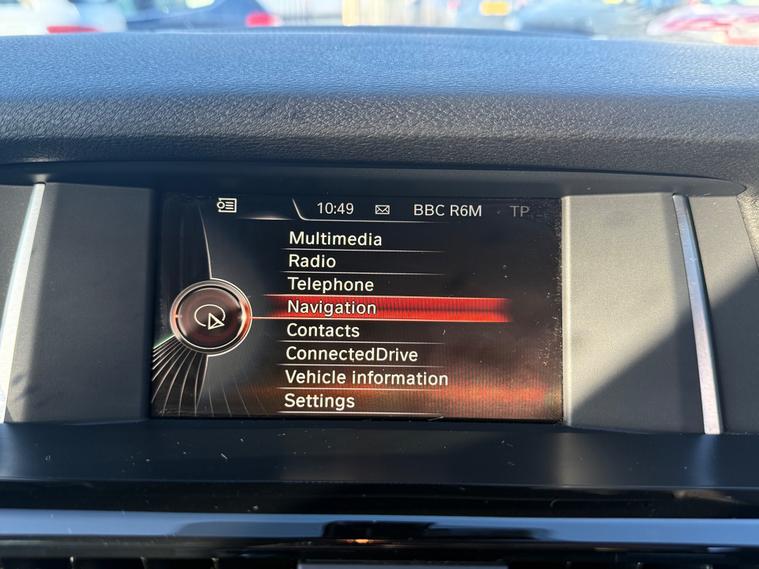 10:49 BBC R6M TP
Multimedia
Radio
Telephone
Navigation
Contacts
ConnectedDrive
Vehicle information
Settings